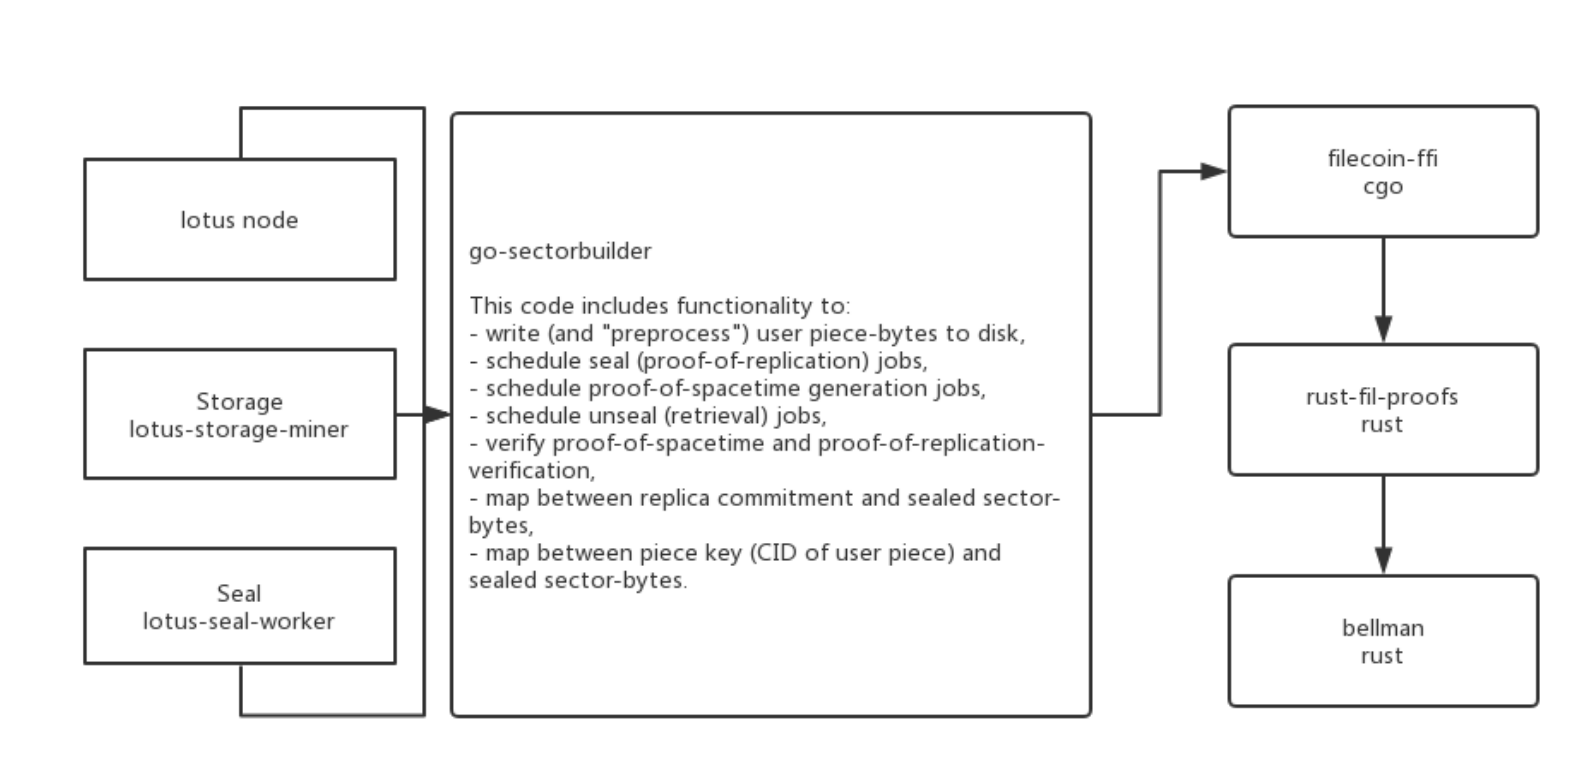 lotus node
Storage
lotus-storage-miner
Seal
lotus-seal-worker
go-sectorbuilder
This code includes functionality to:
- write (and "preprocess") user piece-bytes to disk,
- schedule seal (proof-of-replication) jobs,
- schedule proof-of-spacetime generation jobs,
- schedule unseal (retrieval) jobs,
- verify proof-of-spacetime and proof-of-replication-
verification,
- map between replica commitment and sealed sector-
bytes,
- map between piece key (CID of user piece) and
sealed sector-bytes.
filecoin-ffi
cgo
rust-fil-proofs
rust
bellman
rust